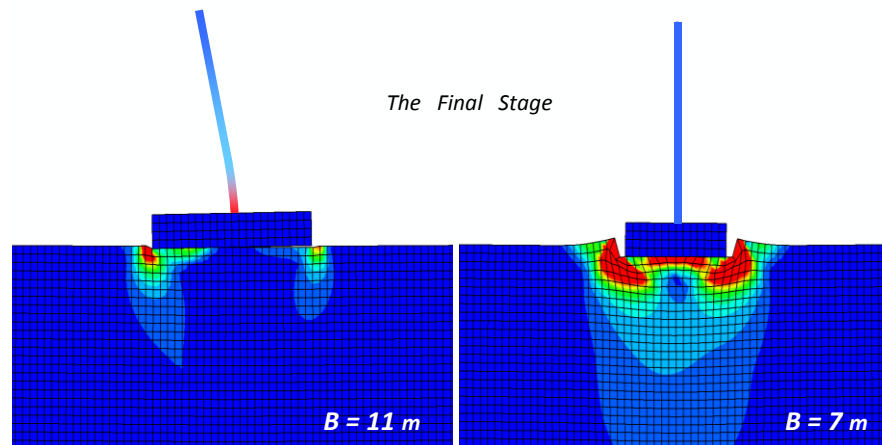 The Final Stage
B = 11 m
B = 7 m